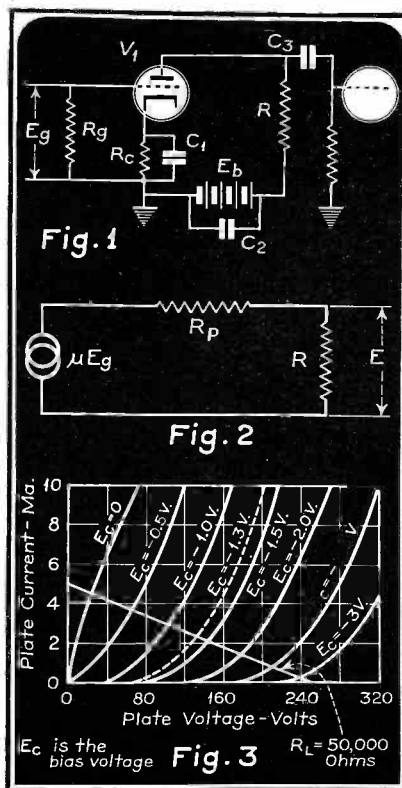 V1
C3
Eg
Rg
Rc
C1
R
Eb
C2
Fig. 1
Rp
μEg
R
E
Fig. 2
Plate Current-Ma.
10
8
6
4
2
0
Ec=0
Ec=-0.5V.
Ec=-1.0V.
Ec=-1.3V.
Ec=-1.5V.
Ec=-2.0V.
c=- V
Ec=-3V.
0 80 160 240 320
Plate Voltage-Volts
Ec is the
bias voltage
Fig. 3
RL=50,000
Ohms